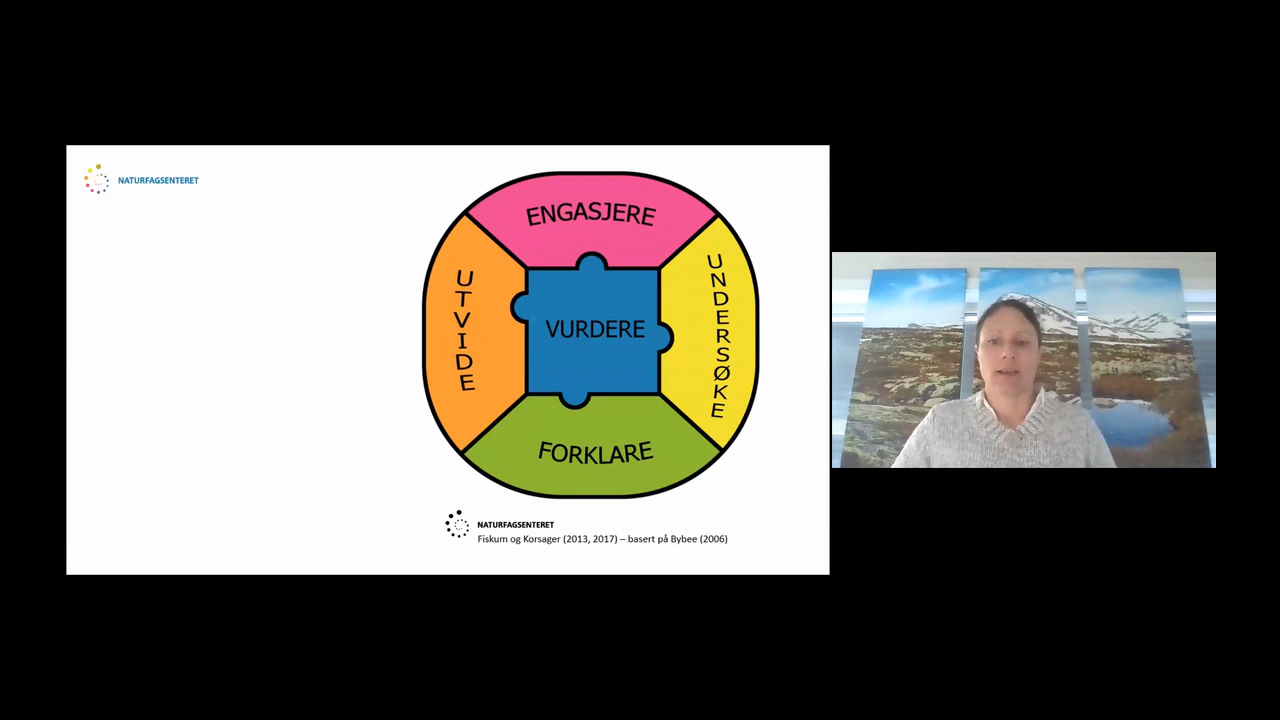 NATURFAGSENTERET
ENGASJERE
UTVIDE
VURDERE
UNDERSØKE
FORKLARE
NATURFAGSENTERET
Fiskum og Korsager (2013, 2017) – basert på Bybee (2006)